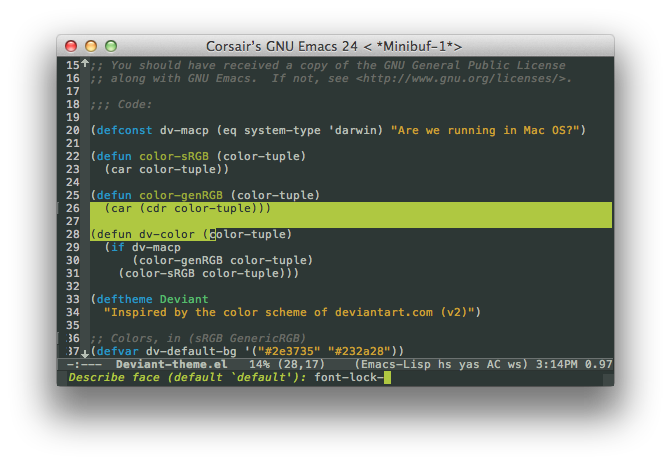 Corsair's GNU Emacs 24 < *Minibuf-1*>
15 ;; You should have received a copy of the GNU General Public License
16 ;; along with GNU Emacs.  If not, see <http://www.gnu.org/licenses/>.
17
18 ;;; Code:
19
20 (defconst dv-macp (eq system-type 'darwin) "Are we running in Mac OS?")
21
22 (defun color-sRGB (color-tuple)
23   (car color-tuple))
24
25 (defun color-genRGB (color-tuple)
26   (car (cdr color-tuple)))
27
28 (defun dv-color (color-tuple)
29   (if dv-macp
30       (color-genRGB color-tuple)
31     (color-sRGB color-tuple)))
32
33 (deftheme Deviant
34   "Inspired by the color scheme of deviantart.com (v2)")
35
36 ;; Colors, in (sRGB GenericRGB)
37 (defvar dv-default-bg '("#2e3735" "#232a28"))
-:---  Deviant-theme.el   14% (28,17)    (Emacs-Lisp hs yas AC ws) 3:14PM 0.97
Describe face (default `default'): font-lock-